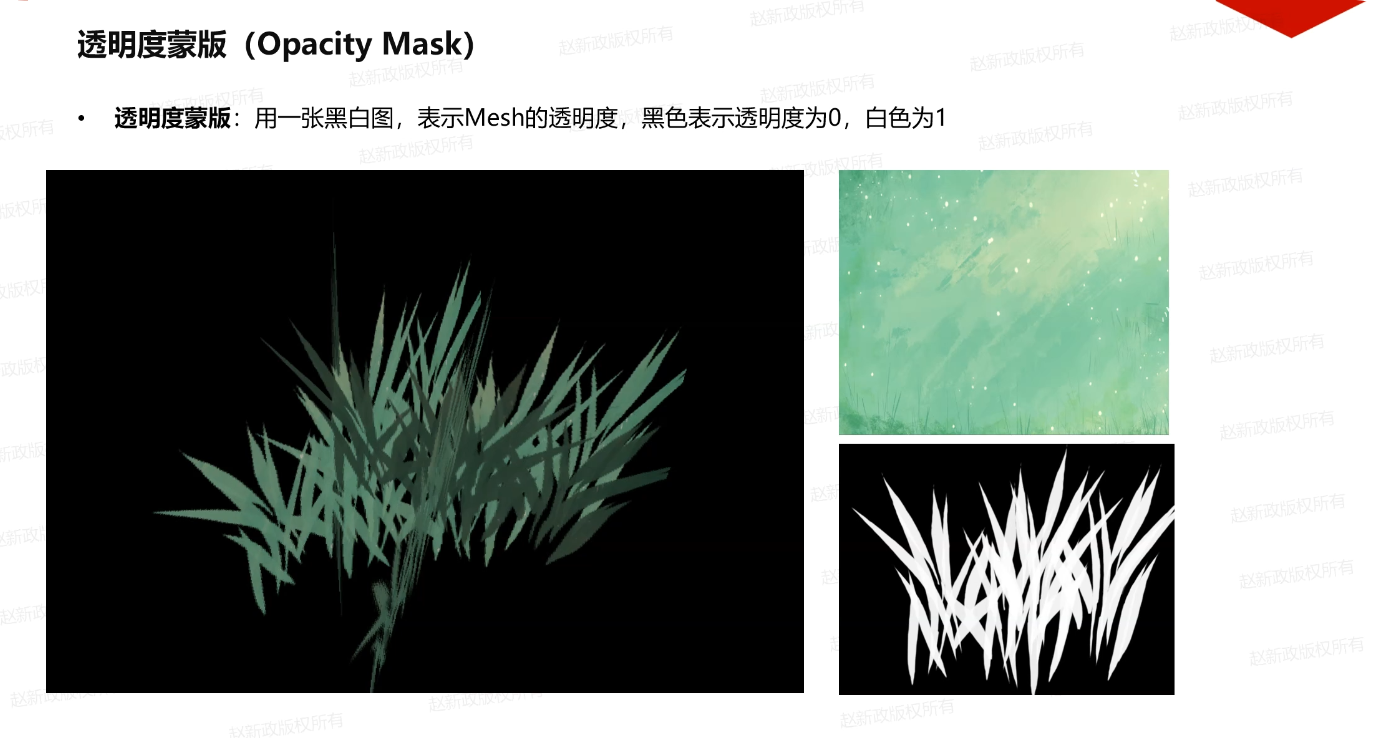 透明度蒙版（Opacity Mask）
• 透明度蒙版：用一张黑白图，表示Mesh的透明度，黑色表示透明度为0，白色为1
赵新政版权所有